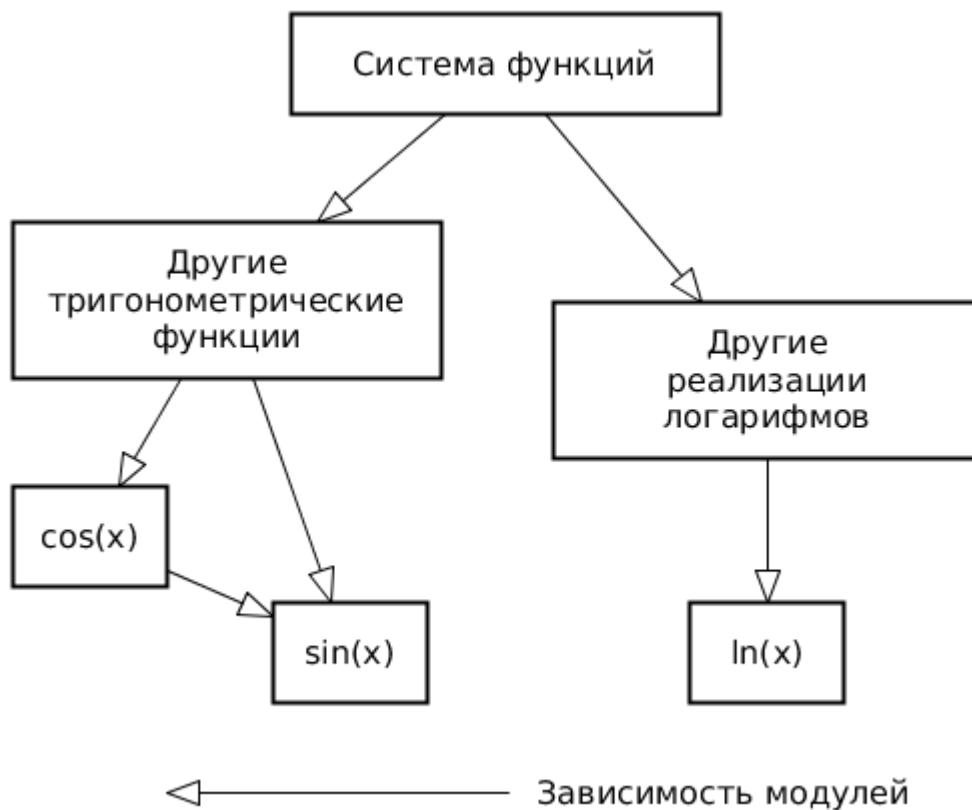 Система функций
Другие
тригонометрические
функции
Другие
реализации
логарифмов
cos(x)
sin(x)
ln(x)
Зависимость модулей